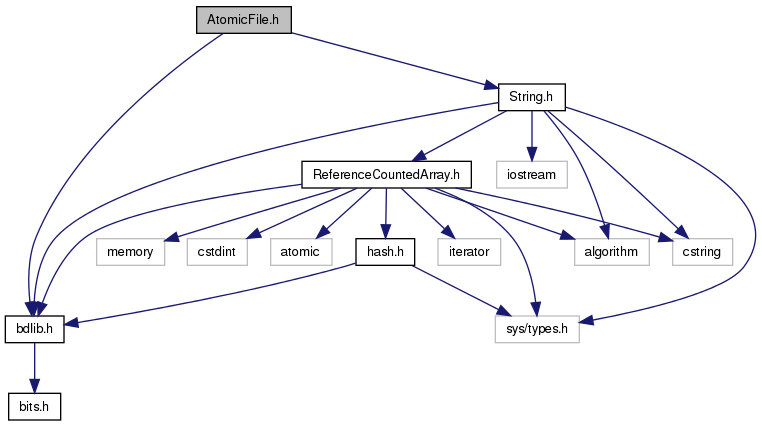 AtomicFile.h
String.h
ReferenceCountedArray.h
iostream
memory
cstdint
atomic
hash.h
iterator
algorithm
cstring
bdlib.h
sys/types.h
bits.h